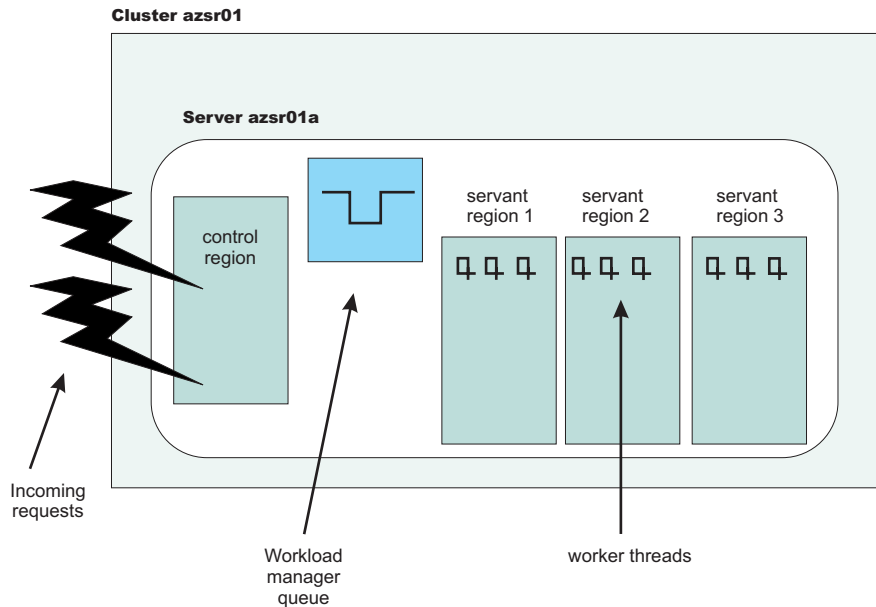 Cluster azsr01
Server azsr01a
control
region
servant
region 1
servant
region 2
servant
region 3
Incoming
requests
Workload
manager
queue
worker threads